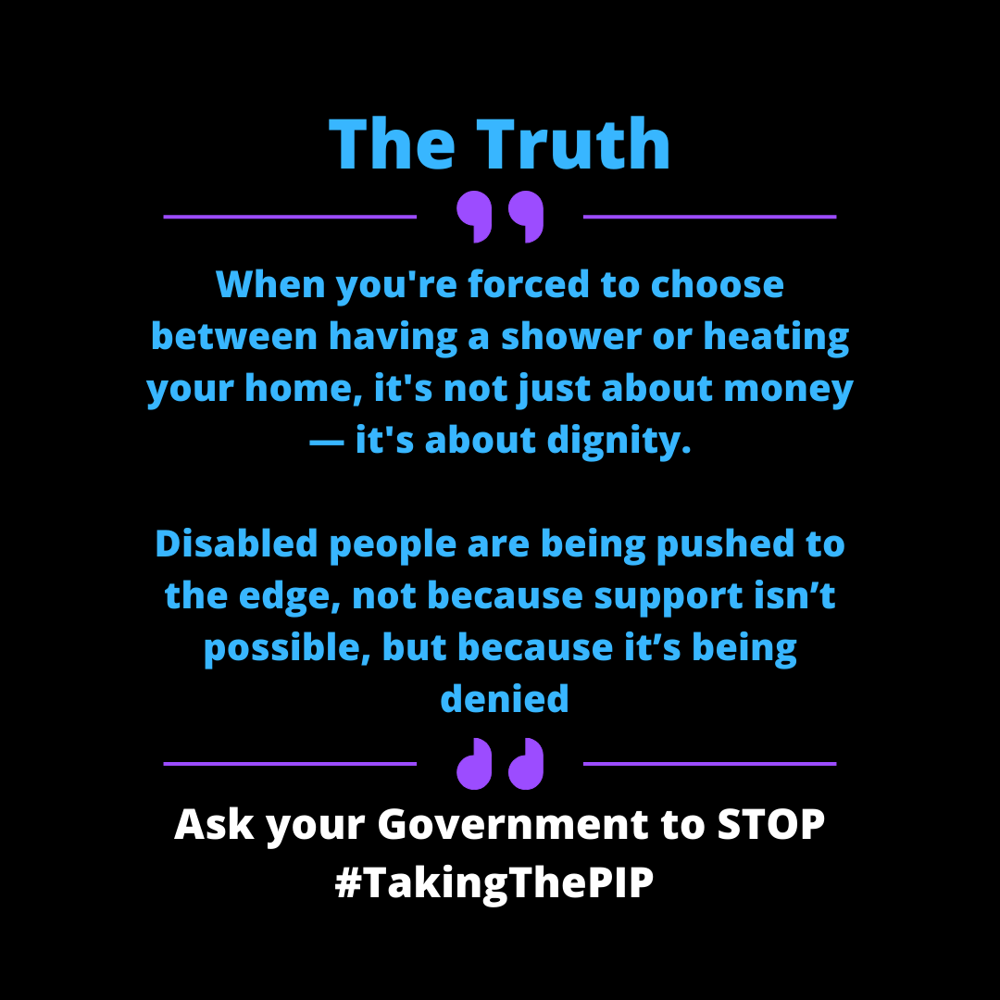 The Truth
When you're forced to choose
between having a shower or heating
your home, it's not just about money
— it's about dignity.
Disabled people are being pushed to
the edge, not because support isn’t
possible, but because it’s being
denied
Ask your Government to STOP
#TakingThePIP